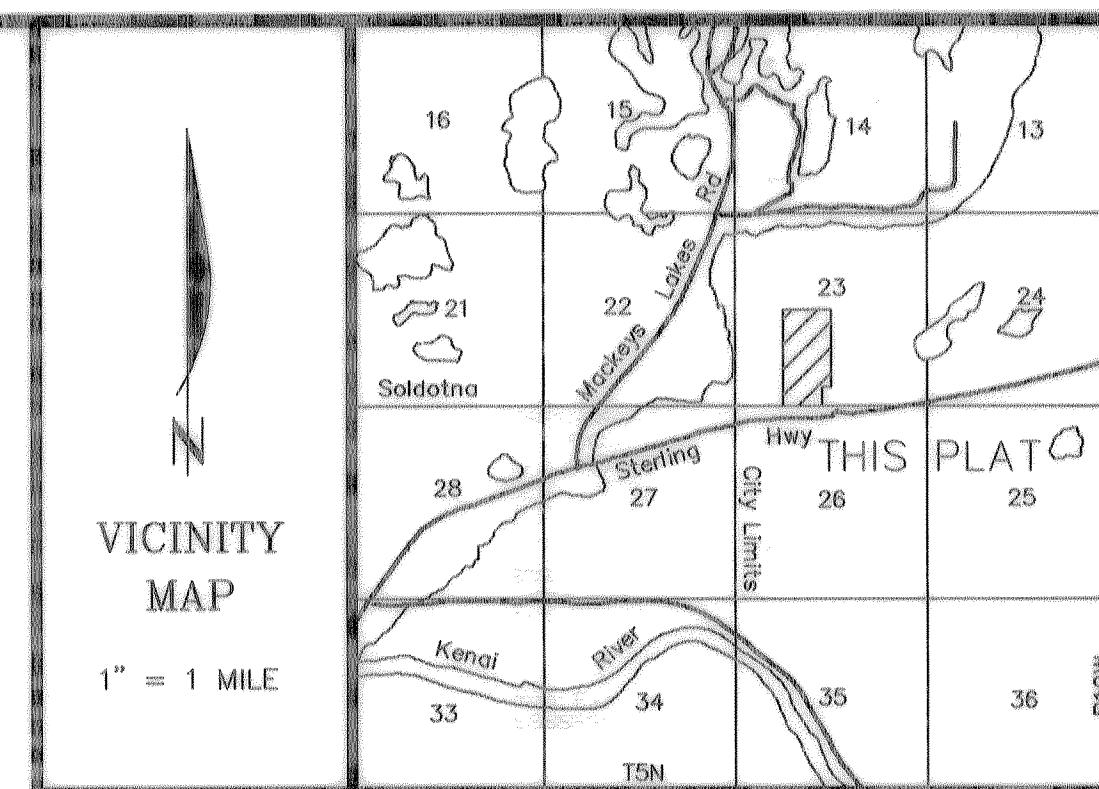 N
VICINITY
MAP
1" = 1 MILE
16
15
14
13
Mackeys Lakes Rd
21
22
23
24
Soldotna
Sterling Hwy
THIS PLAT
28
27
26
25
City Limits
Kenai River
33
34
35
36
T5N